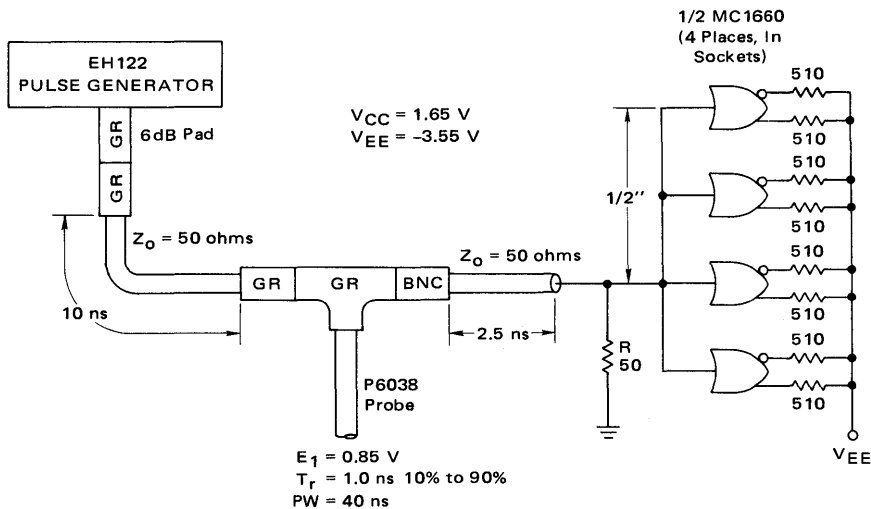 1/2 MC1660
(4 Places, In
Sockets)
EH122
PULSE GENERATOR
GR
6dB Pad
GR
VCC = 1.65 V
VEE = -3.55 V
510
510
510
510
510
510
510
510
1/2''
Zo = 50 ohms
Zo = 50 ohms
GR
GR
BNC
10 ns
2.5 ns
R
50
P6038
Probe
VEE
E1 = 0.85 V
Tr = 1.0 ns 10% to 90%
PW = 40 ns